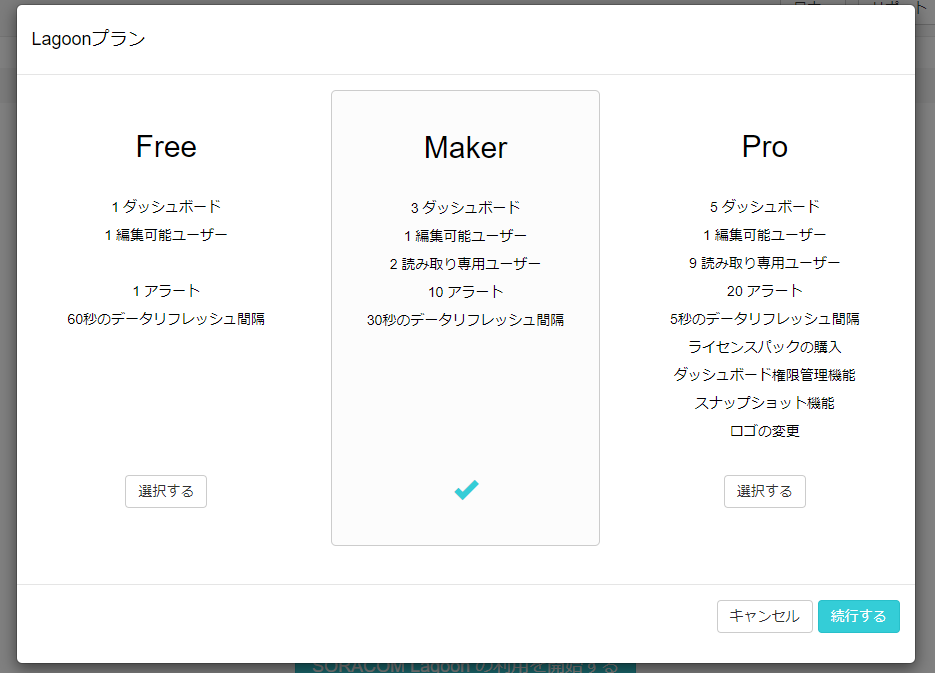 サポート
Lagoonプラン
Free
1 ダッシュボード
1 編集可能ユーザー
1 アラート
60秒のデータリフレッシュ間隔
選択する
Maker
3 ダッシュボード
1 編集可能ユーザー
2 読み取り専用ユーザー
10 アラート
30秒のデータリフレッシュ間隔
Pro
5 ダッシュボード
1 編集可能ユーザー
9 読み取り専用ユーザー
20 アラート
5秒のデータリフレッシュ間隔
ライセンスパックの購入
ダッシュボード権限管理機能
スナップショット機能
ロゴの変更
選択する
キャンセル
続行する
SORACOM Lagoon の利用を開始する